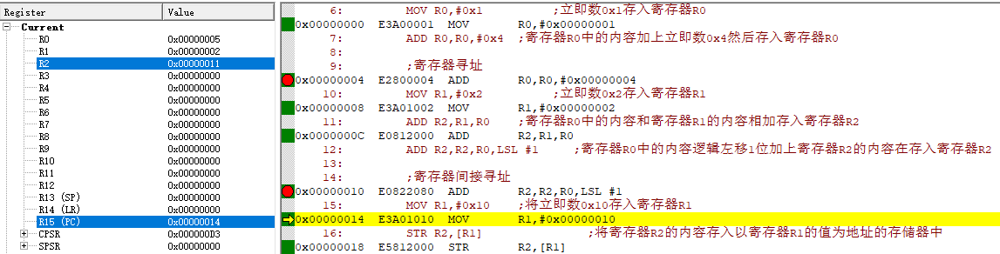 Register Value
Current
R0 0x00000005
R1 0x00000002
R2 0x00000011
R3 0x00000000
R4 0x00000000
R5 0x00000000
R6 0x00000000
R7 0x00000000
R8 0x00000000
R9 0x00000000
R10 0x00000000
R11 0x00000000
R12 0x00000000
R13 (SP) 0x00000000
R14 (LR) 0x00000000
R15 (PC) 0x00000014
CPSR 0x000000D3
SPSR 0x00000000
6: MOV R0,#0x1 ;立即数0x1存入寄存器R0
0x00000000 E3A00001 MOV R0,#0x00000001
7: ADD R0,R0,#0x4 ;寄存器R0中的内容加上立即数0x4然后存入寄存器R0
8:
9: ;寄存器寻址
0x00000004 E2800004 ADD R0,R0,#0x00000004
10: MOV R1,#0x2 ;立即数0x2存入寄存器R1
0x00000008 E3A01002 MOV R1,#0x00000002
11: ADD R2,R1,R0 ;寄存器R0中的内容和寄存器R1的内容相加存入寄存器R2
0x0000000C E0812000 ADD R2,R1,R0
12: ADD R2,R2,R0,LSL #1 ;寄存器R0中的内容逻辑左移1位加上寄存器R2的内容在存入寄存器R2
13:
14: ;寄存器间接寻址
0x00000010 E0822080 ADD R2,R2,R0,LSL #1
15: MOV R1,#0x10 ;将立即数0x10存入寄存器R1
0x00000014 E3A01010 MOV R1,#0x00000010
16: STR R2,[R1] ;将寄存器R2的内容存入以寄存器R1的值为地址的存储器中
0x00000018 E5812000 STR R2,[R1]